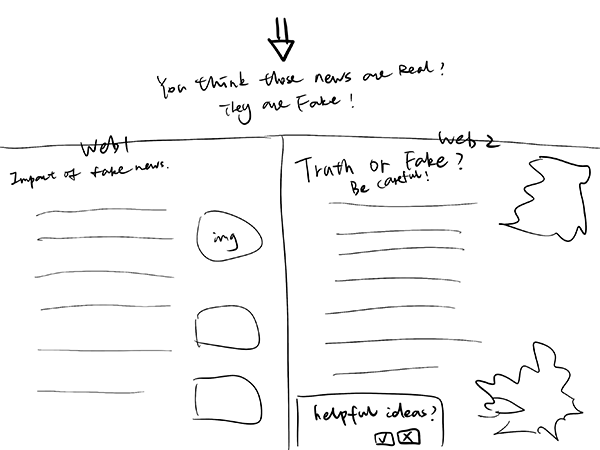 You think those news are Real?
They are Fake!
Web1
Impact of fake news.
img
Web 2
Truth or Fake?
Be careful!
helpful ideas?